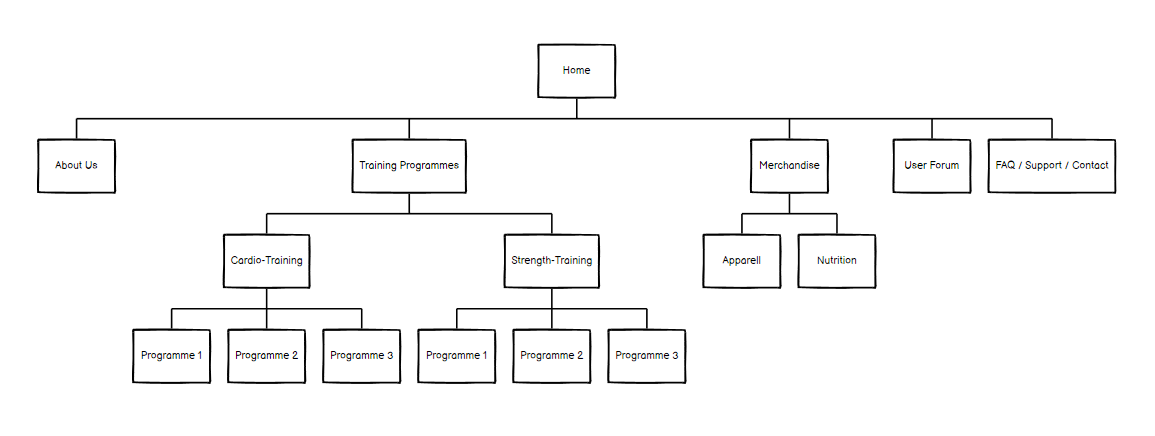 Home
About Us
Training Programmes
Merchandise
User Forum
FAQ / Support / Contact
Cardio-Training
Strength-Training
Apparell
Nutrition
Programme 1
Programme 2
Programme 3
Programme 1
Programme 2
Programme 3